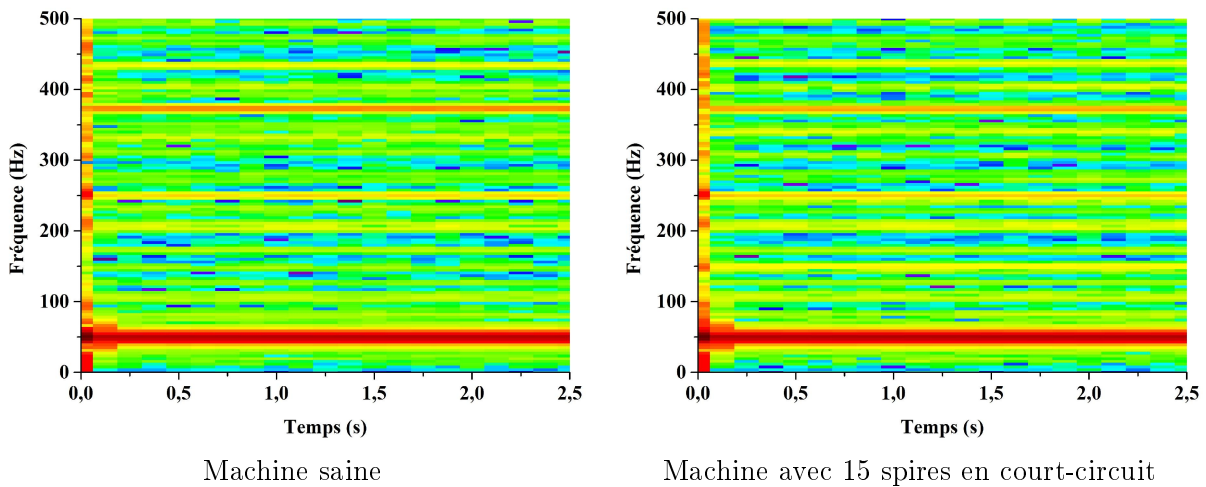 500
400
300
200
100
0
Fréquence (Hz)
0,0 0,5 1,0 1,5 2,0 2,5
Temps (s)
Machine saine
500
400
300
200
100
0
Fréquence (Hz)
0,0 0,5 1,0 1,5 2,0 2,5
Temps (s)
Machine avec 15 spires en court-circuit